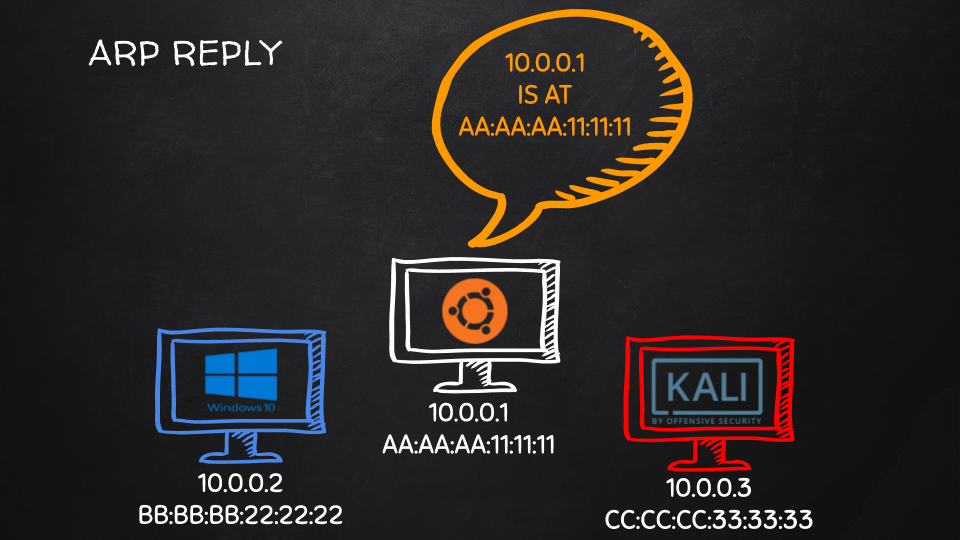 ARP REPLY
10.0.0.1
IS AT
AA:AA:AA:11:11:11
Windows 10
10.0.0.2
BB:BB:BB:22:22:22
10.0.0.1
AA:AA:AA:11:11:11
KALI
BY OFFENSIVE SECURITY
10.0.0.3
CC:CC:CC:33:33:33